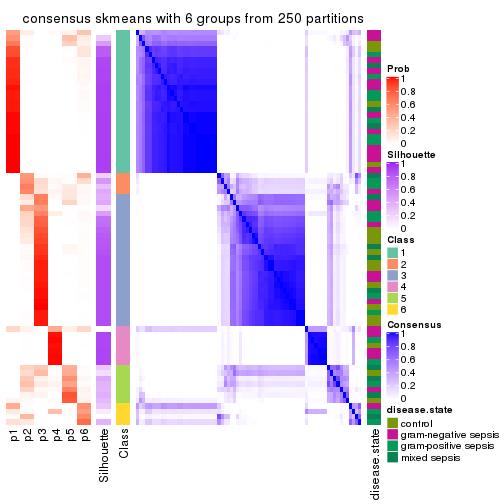 consensus skmeans with 6 groups from 250 partitions
Prob
1
0.8
0.6
0.4
0.2
0
Silhouette
1
0.8
0.6
0.4
0.2
0
Class
1
2
3
4
5
6
Consensus
1
0.8
0.6
0.4
0.2
0
disease.state
control
gram-negative sepsis
gram-positive sepsis
mixed sepsis
p1
p2
p3
p4
p5
p6
Silhouette
Class
disease.state